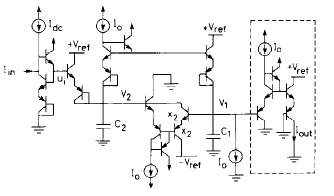 I_dc
I_o
+V_ref
I_o
+V_ref
+V_ref
I_in
u_1
V_2
V_1
x_2
x_2
C_2
C_1
I_out
-V_ref
I_o
I_o